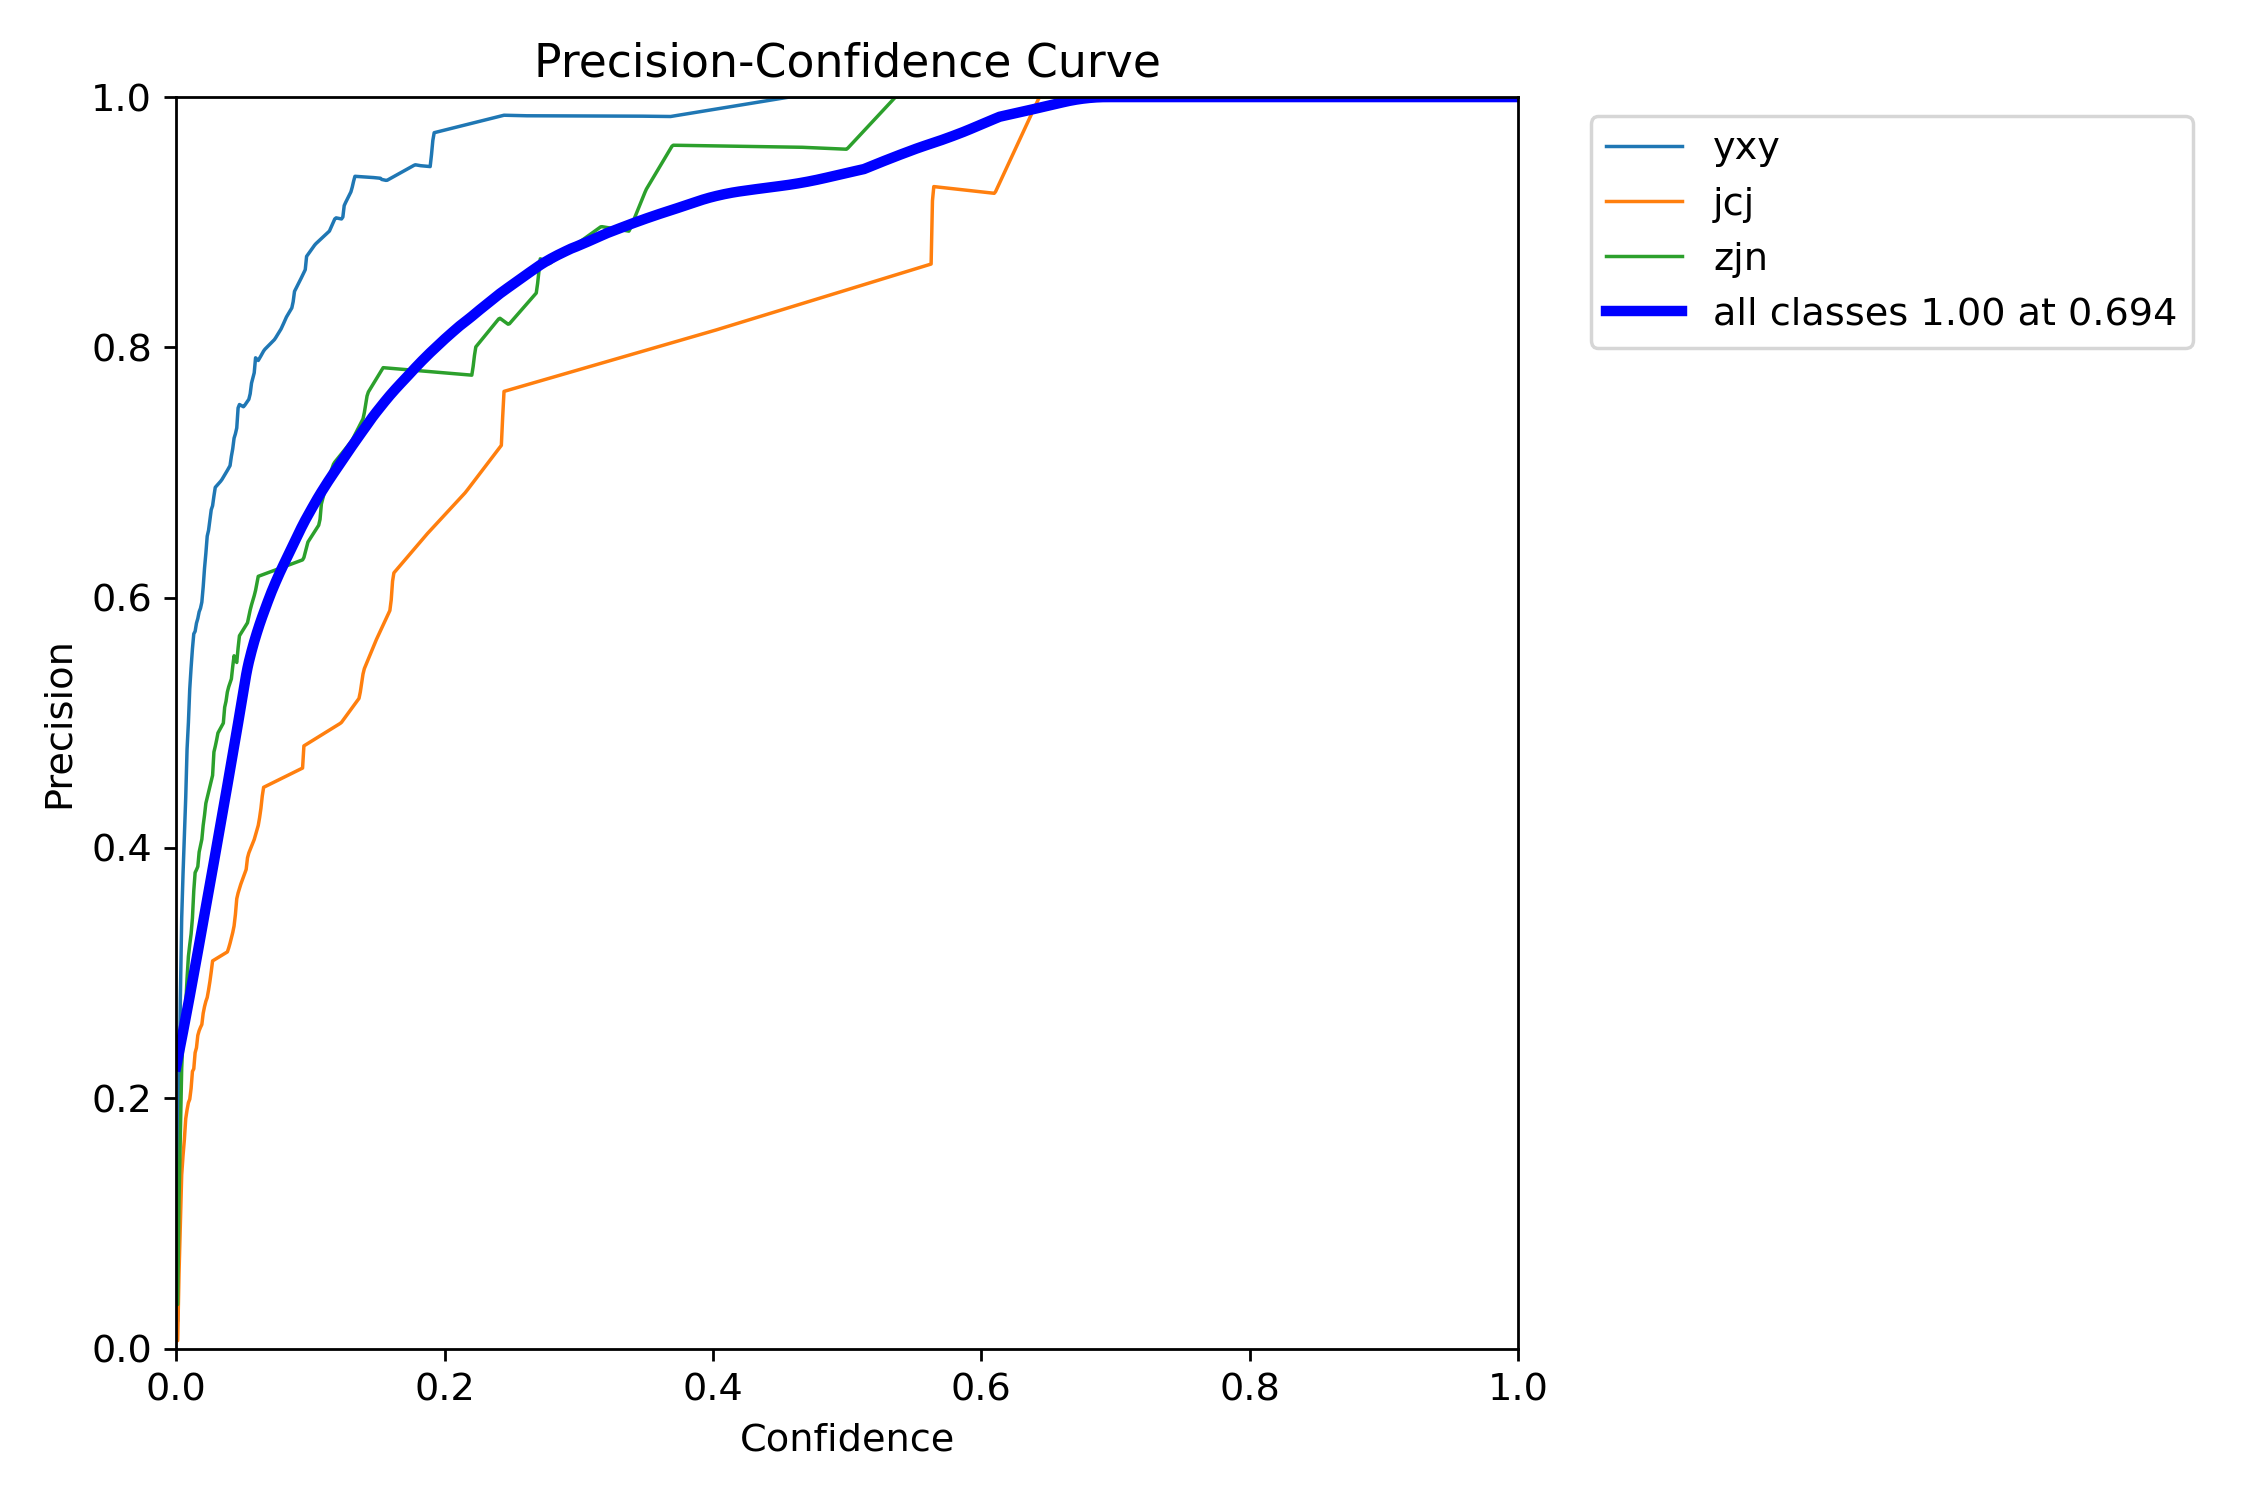 Precision-Confidence Curve
1.0
0.8
0.6
0.4
0.2
0.0
Precision
0.0 0.2 0.4 0.6 0.8 1.0
Confidence
yxy
jcj
zjn
all classes 1.00 at 0.694